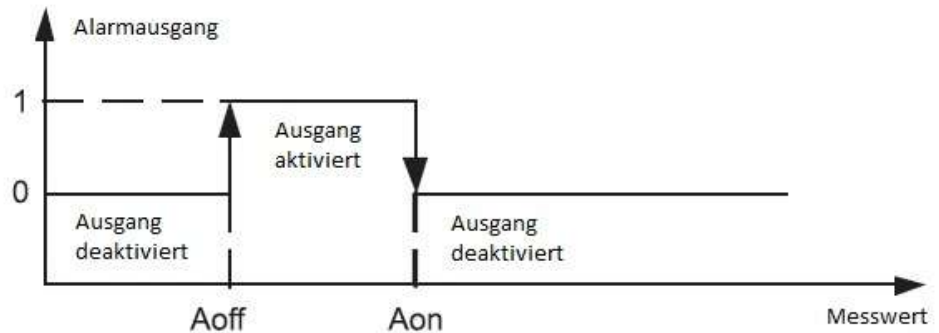 Alarmausgang
1
Ausgang
aktiviert
0
Ausgang
deaktiviert
Ausgang
deaktiviert
Aoff
Aon
Messwert